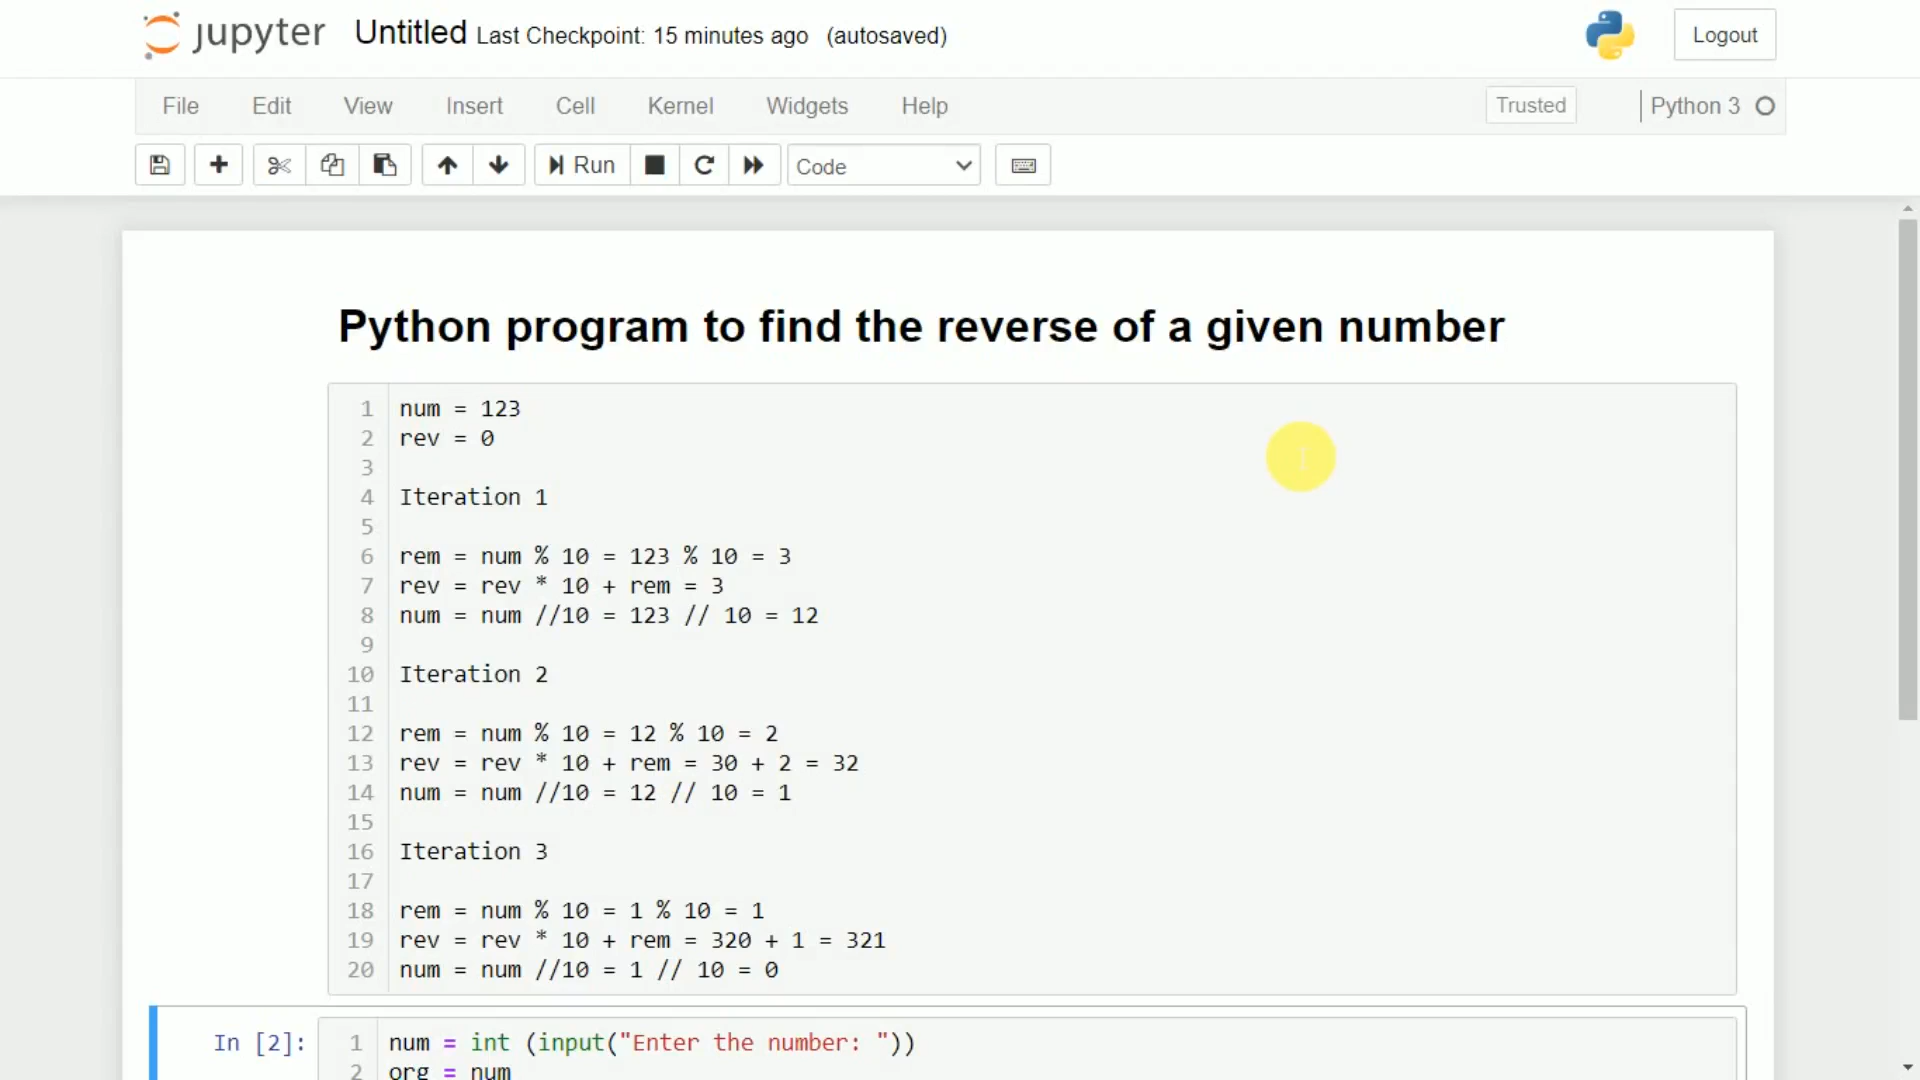 jupyter Untitled Last Checkpoint: 15 minutes ago (autosaved) Logout
File Edit View Insert Cell Kernel Widgets Help Trusted Python 3
Run Code
Python program to find the reverse of a given number
1 num = 123
2 rev = 0
3
4 Iteration 1
5
6 rem = num % 10 = 123 % 10 = 3
7 rev = rev * 10 + rem = 3
8 num = num //10 = 123 // 10 = 12
9
10 Iteration 2
11
12 rem = num % 10 = 12 % 10 = 2
13 rev = rev * 10 + rem = 30 + 2 = 32
14 num = num //10 = 12 // 10 = 1
15
16 Iteration 3
17
18 rem = num % 10 = 1 % 10 = 1
19 rev = rev * 10 + rem = 320 + 1 = 321
20 num = num //10 = 1 // 10 = 0
In [2]: 1 num = int (input("Enter the number: "))
2 org = num